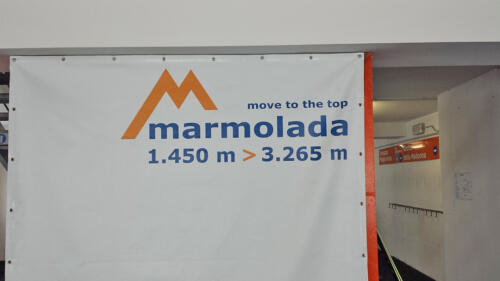 move to the top
marmolada
1.450 m > 3.265 m